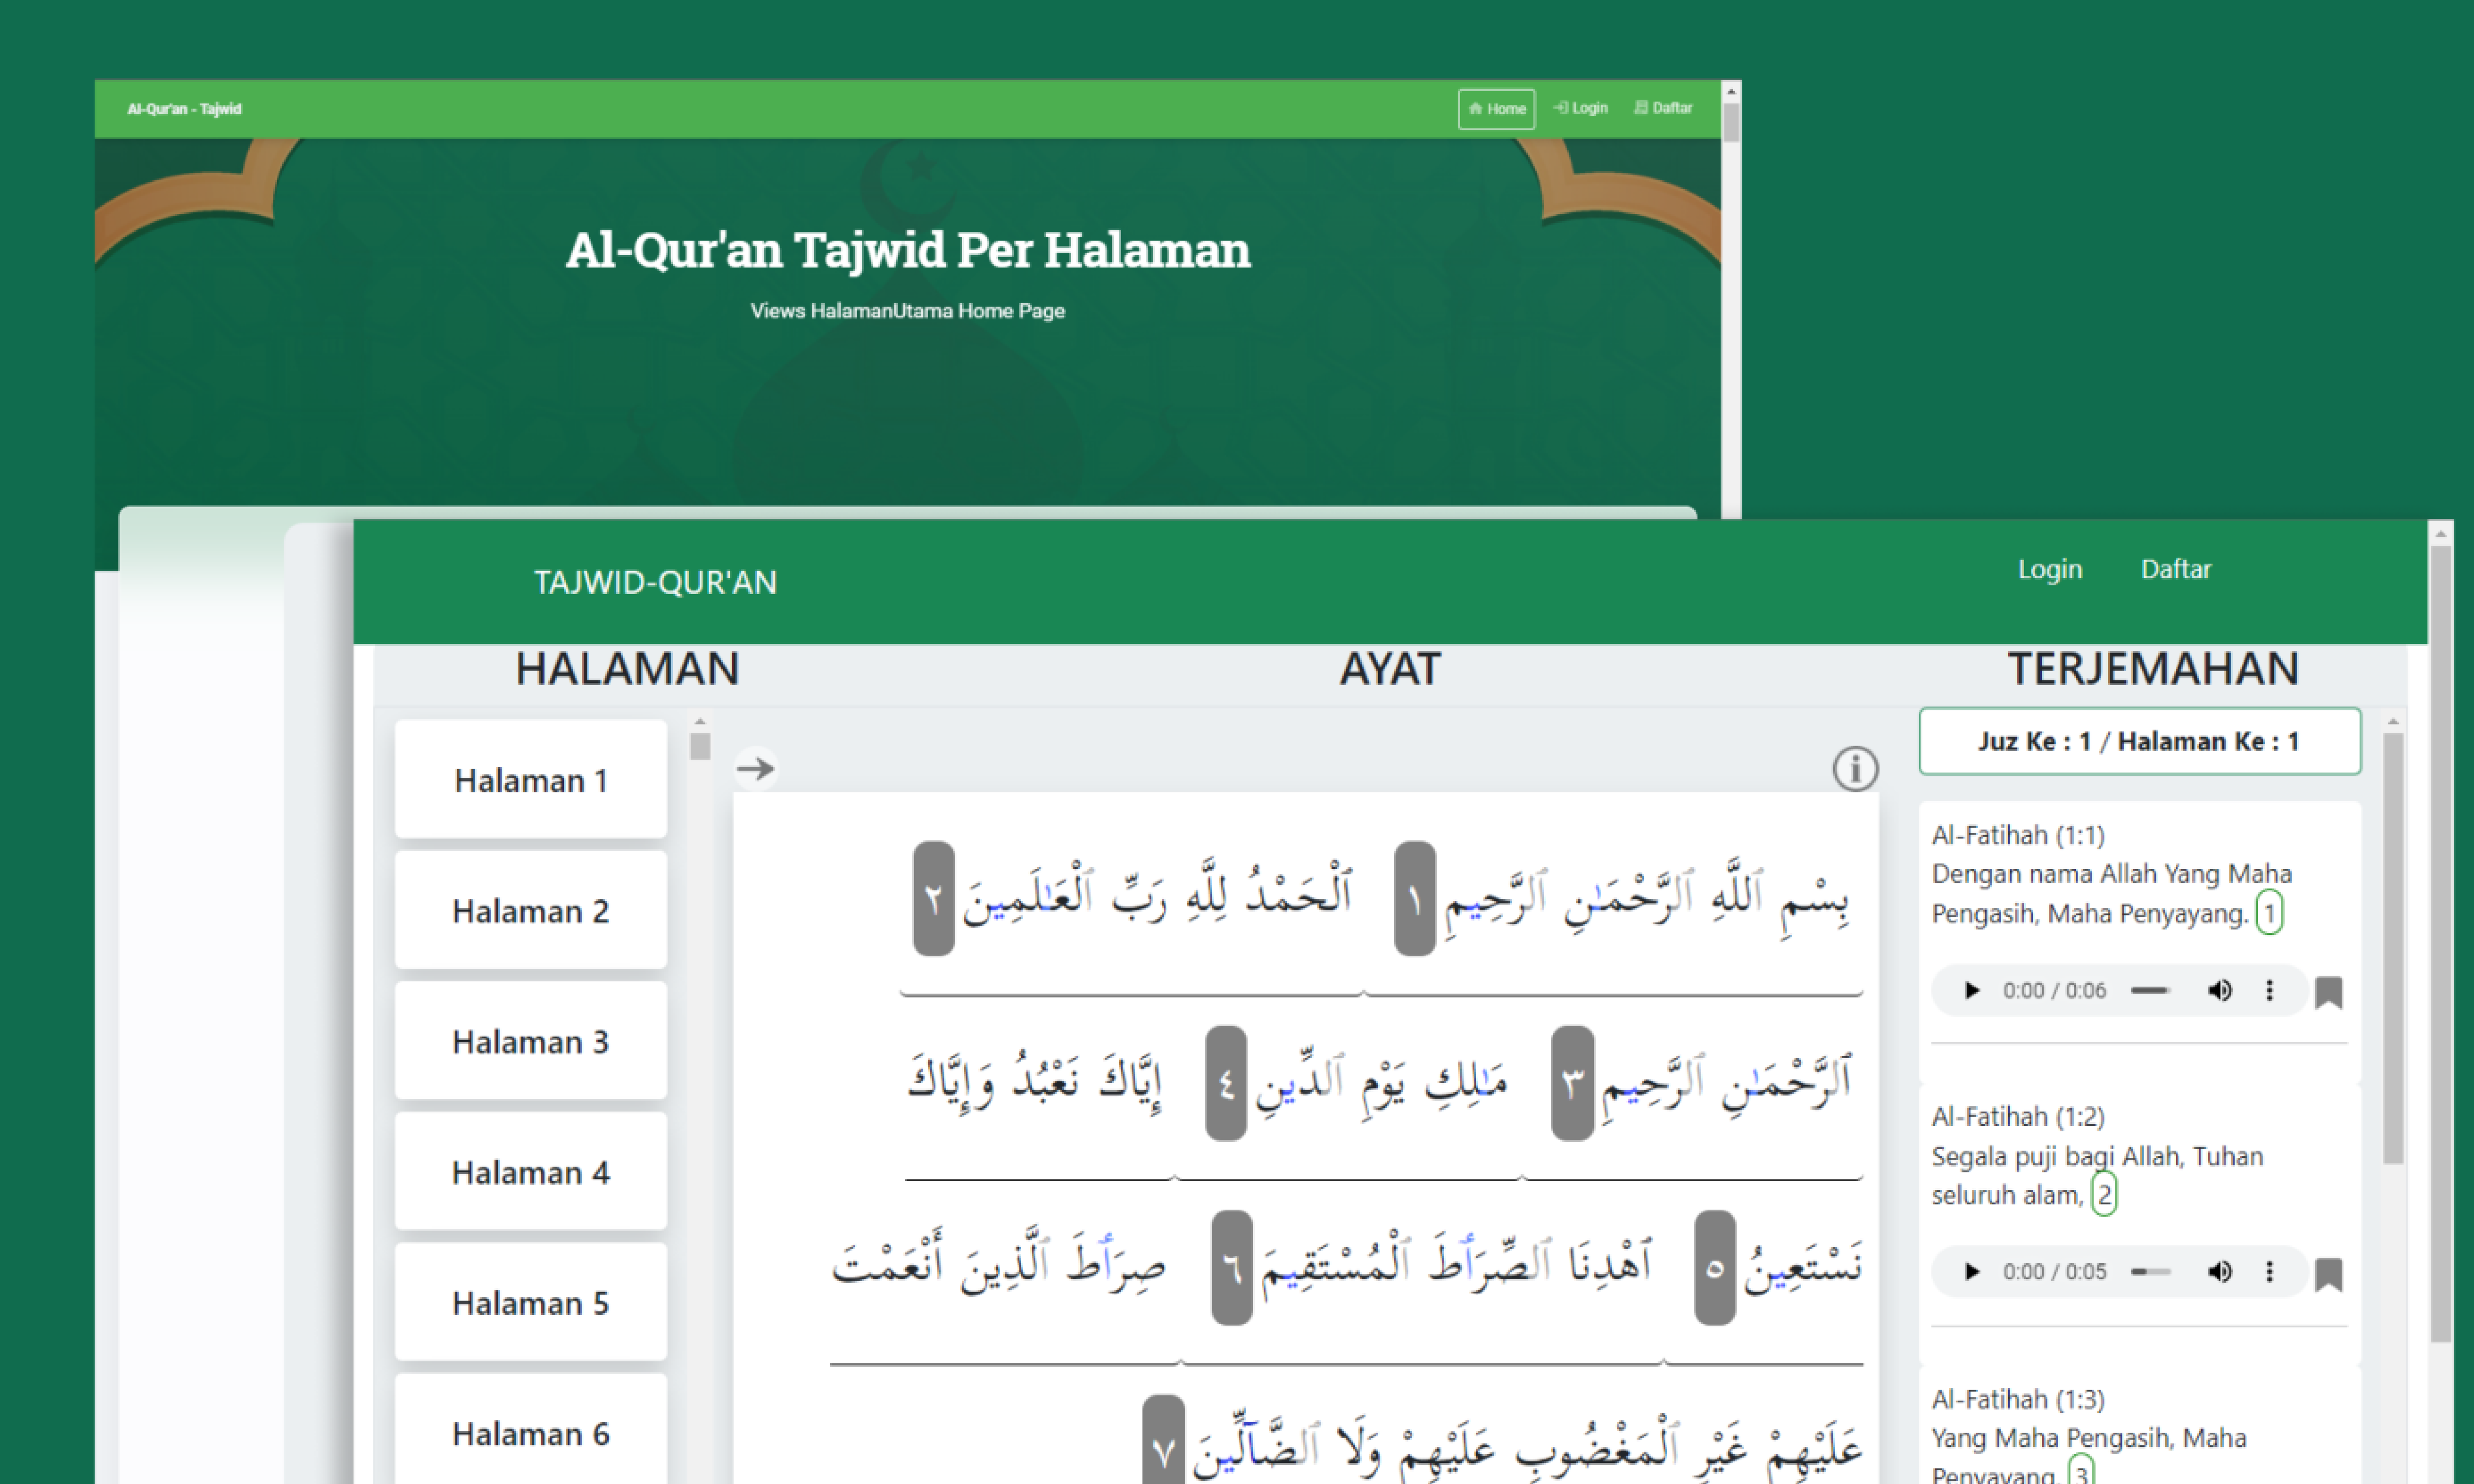 Al-Qur'an - Tajwid
Home Login Daftar
Al-Qur'an Tajwid Per Halaman
Views HalamanUtama Home Page
TAJWID-QUR'AN
Login Daftar
HALAMAN
AYAT
TERJEMAHAN
Halaman 1
Halaman 2
Halaman 3
Halaman 4
Halaman 5
Halaman 6
بِسْمِ ٱللَّهِ ٱلرَّحْمَـٰنِ ٱلرَّحِيمِ ١ ٱلْحَمْدُ لِلَّهِ رَبِّ ٱلْعَـٰلَمِينَ ٢
ٱلرَّحْمَـٰنِ ٱلرَّحِيمِ ٣ مَـٰلِكِ يَوْمِ ٱلدِّينِ ٤ إِيَّاكَ نَعْبُدُ وَإِيَّاكَ
نَسْتَعِينُ ٥ ٱهْدِنَا ٱلصِّرَٲطَ ٱلْمُسْتَقِيمَ ٦ صِرَٲطَ ٱلَّذِينَ أَنْعَمْتَ
عَلَيْهِمْ غَيْرِ ٱلْمَغْضُوبِ عَلَيْهِمْ وَلَا ٱلضَّآلِّينَ ٧
Juz Ke : 1 / Halaman Ke : 1
Al-Fatihah (1:1)
Dengan nama Allah Yang Maha
Pengasih, Maha Penyayang. 1
0:00 / 0:06
Al-Fatihah (1:2)
Segala puji bagi Allah, Tuhan
seluruh alam, 2
0:00 / 0:05
Al-Fatihah (1:3)
Yang Maha Pengasih, Maha
Penyayang, 3